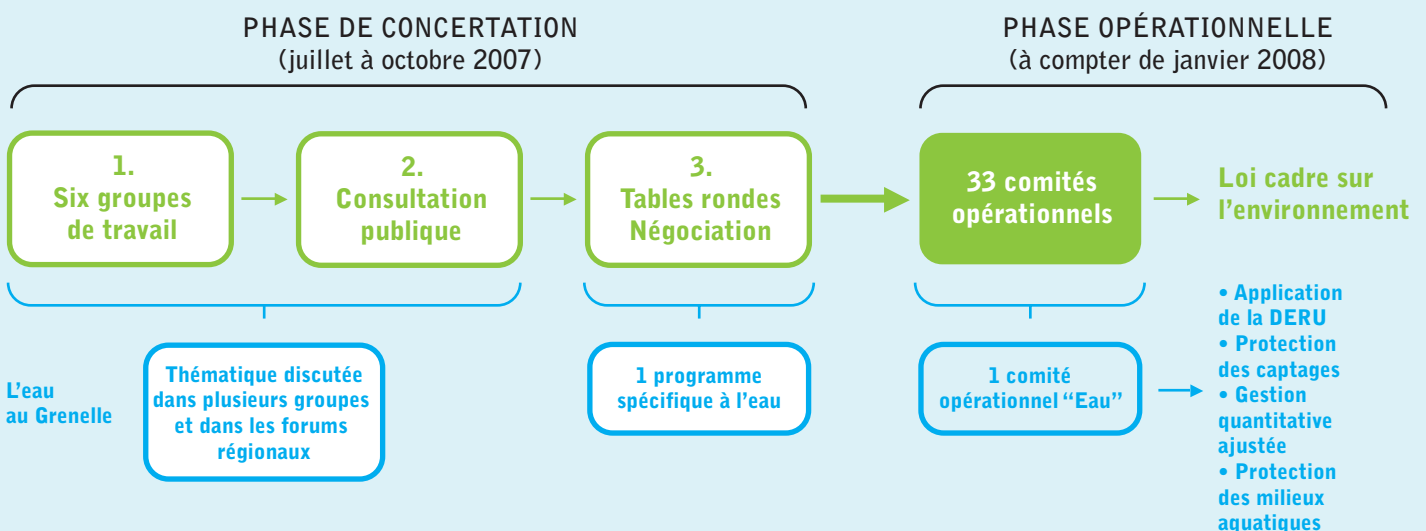 PHASE DE CONCERTATION
(juillet à octobre 2007)
PHASE OPÉRATIONNELLE
(à compter de janvier 2008)
1.
Six groupes
de travail
2.
Consultation
publique
3.
Tables rondes
Négociation
33 comités
opérationnels
Loi cadre sur
l’environnement
L’eau
au Grenelle
Thématique discutée
dans plusieurs groupes
et dans les forums
régionaux
1 programme
spécifique à l’eau
1 comité
opérationnel “Eau”
• Application
de la DERU
• Protection
des captages
• Gestion
quantitative
ajustée
• Protection
des milieux
aquatiques